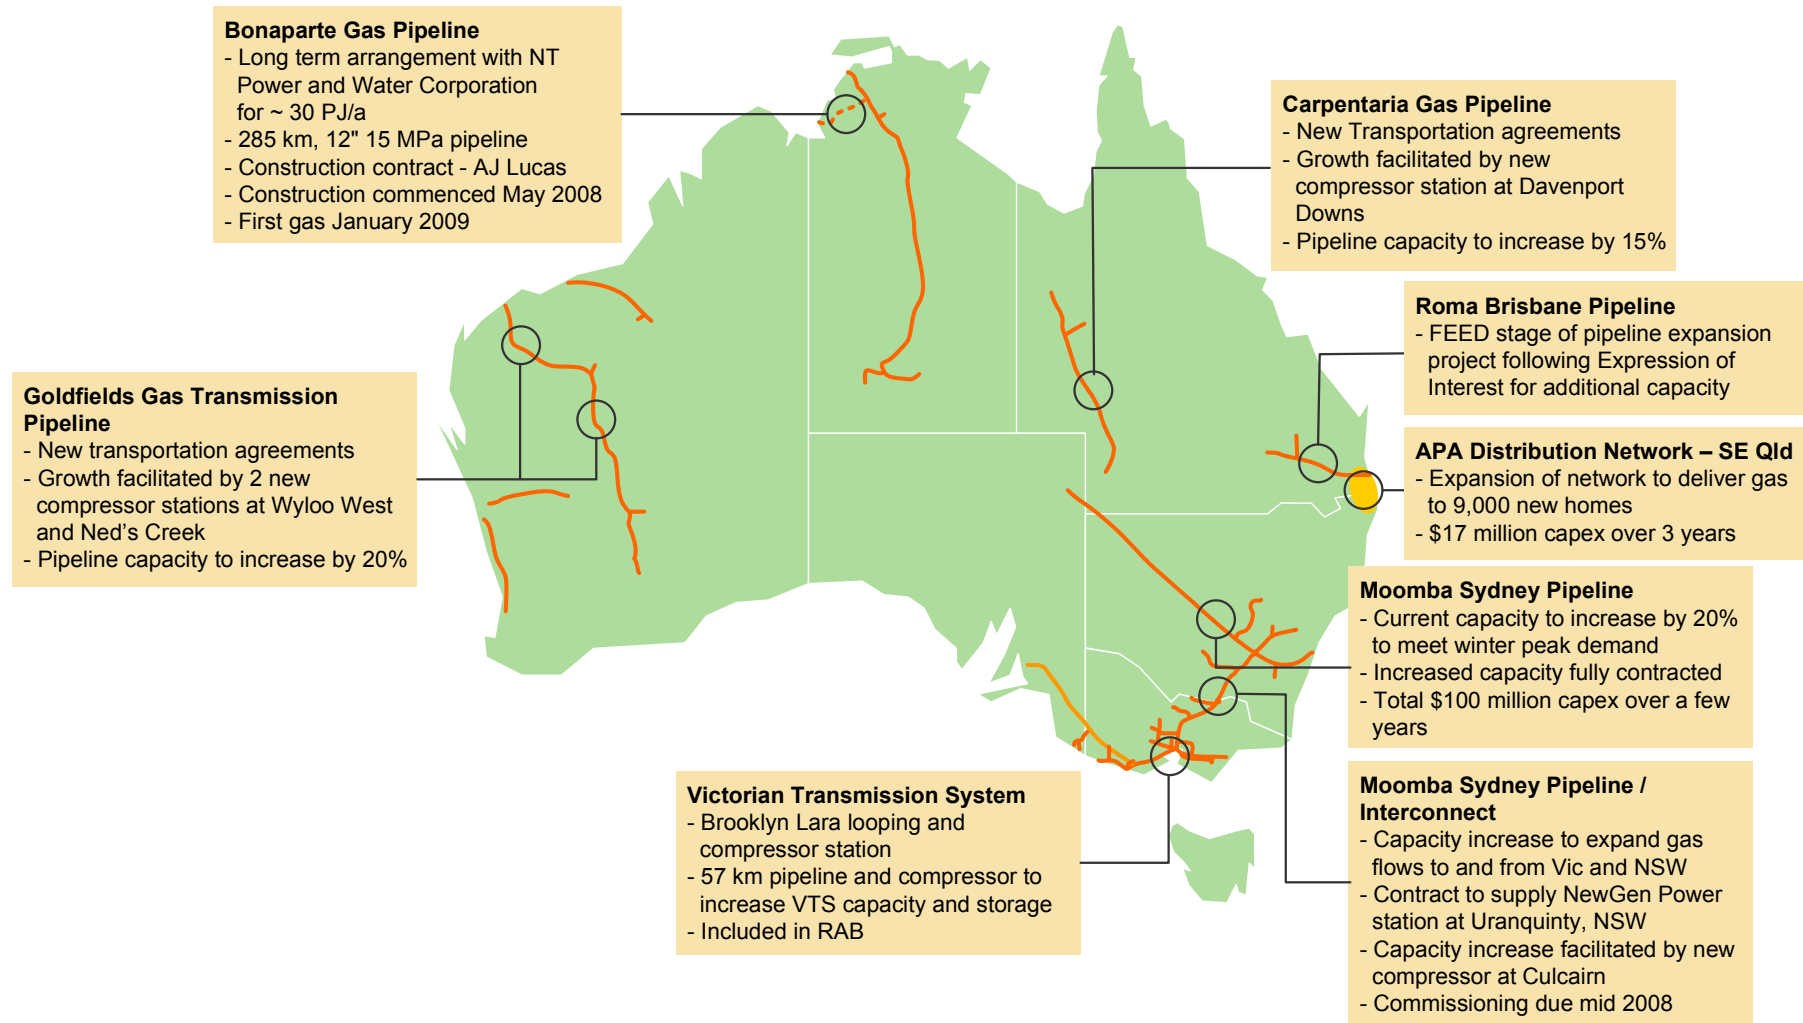 Bonaparte Gas Pipeline
- Long term arrangement with NT
Power and Water Corporation
for ~ 30 PJ/a
- 285 km, 12" 15 MPa pipeline
- Construction contract - AJ Lucas
- Construction commenced May 2008
- First gas January 2009
Carpentaria Gas Pipeline
- New Transportation agreements
- Growth facilitated by new
compressor station at Davenport
Downs
- Pipeline capacity to increase by 15%
Roma Brisbane Pipeline
- FEED stage of pipeline expansion
project following Expression of
Interest for additional capacity
Goldfields Gas Transmission
Pipeline
- New transportation agreements
- Growth facilitated by 2 new
compressor stations at Wyloo West
and Ned's Creek
- Pipeline capacity to increase by 20%
APA Distribution Network – SE Qld
- Expansion of network to deliver gas
to 9,000 new homes
- $17 million capex over 3 years
Moomba Sydney Pipeline
- Current capacity to increase by 20%
to meet winter peak demand
- Increased capacity fully contracted
- Total $100 million capex over a few
years
Victorian Transmission System
- Brooklyn Lara looping and
compressor station
- 57 km pipeline and compressor to
increase VTS capacity and storage
- Included in RAB
Moomba Sydney Pipeline /
Interconnect
- Capacity increase to expand gas
flows to and from Vic and NSW
- Contract to supply NewGen Power
station at Uranquinty, NSW
- Capacity increase facilitated by new
compressor at Culcairn
- Commissioning due mid 2008